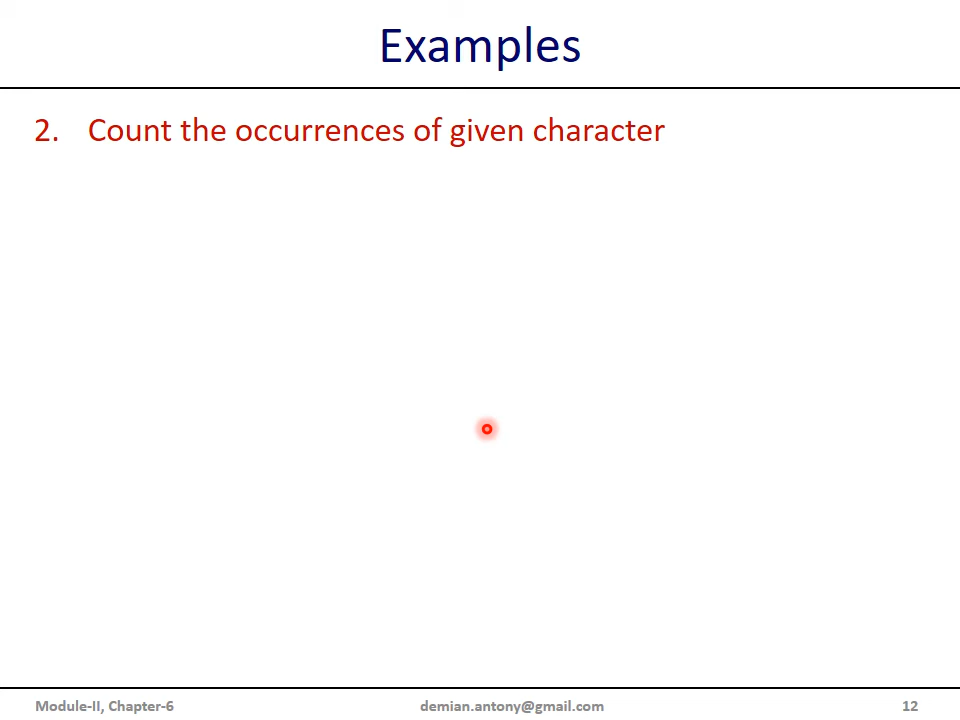 Examples
2. Count the occurrences of given character
Module-II, Chapter-6 demian.antony@gmail.com 12